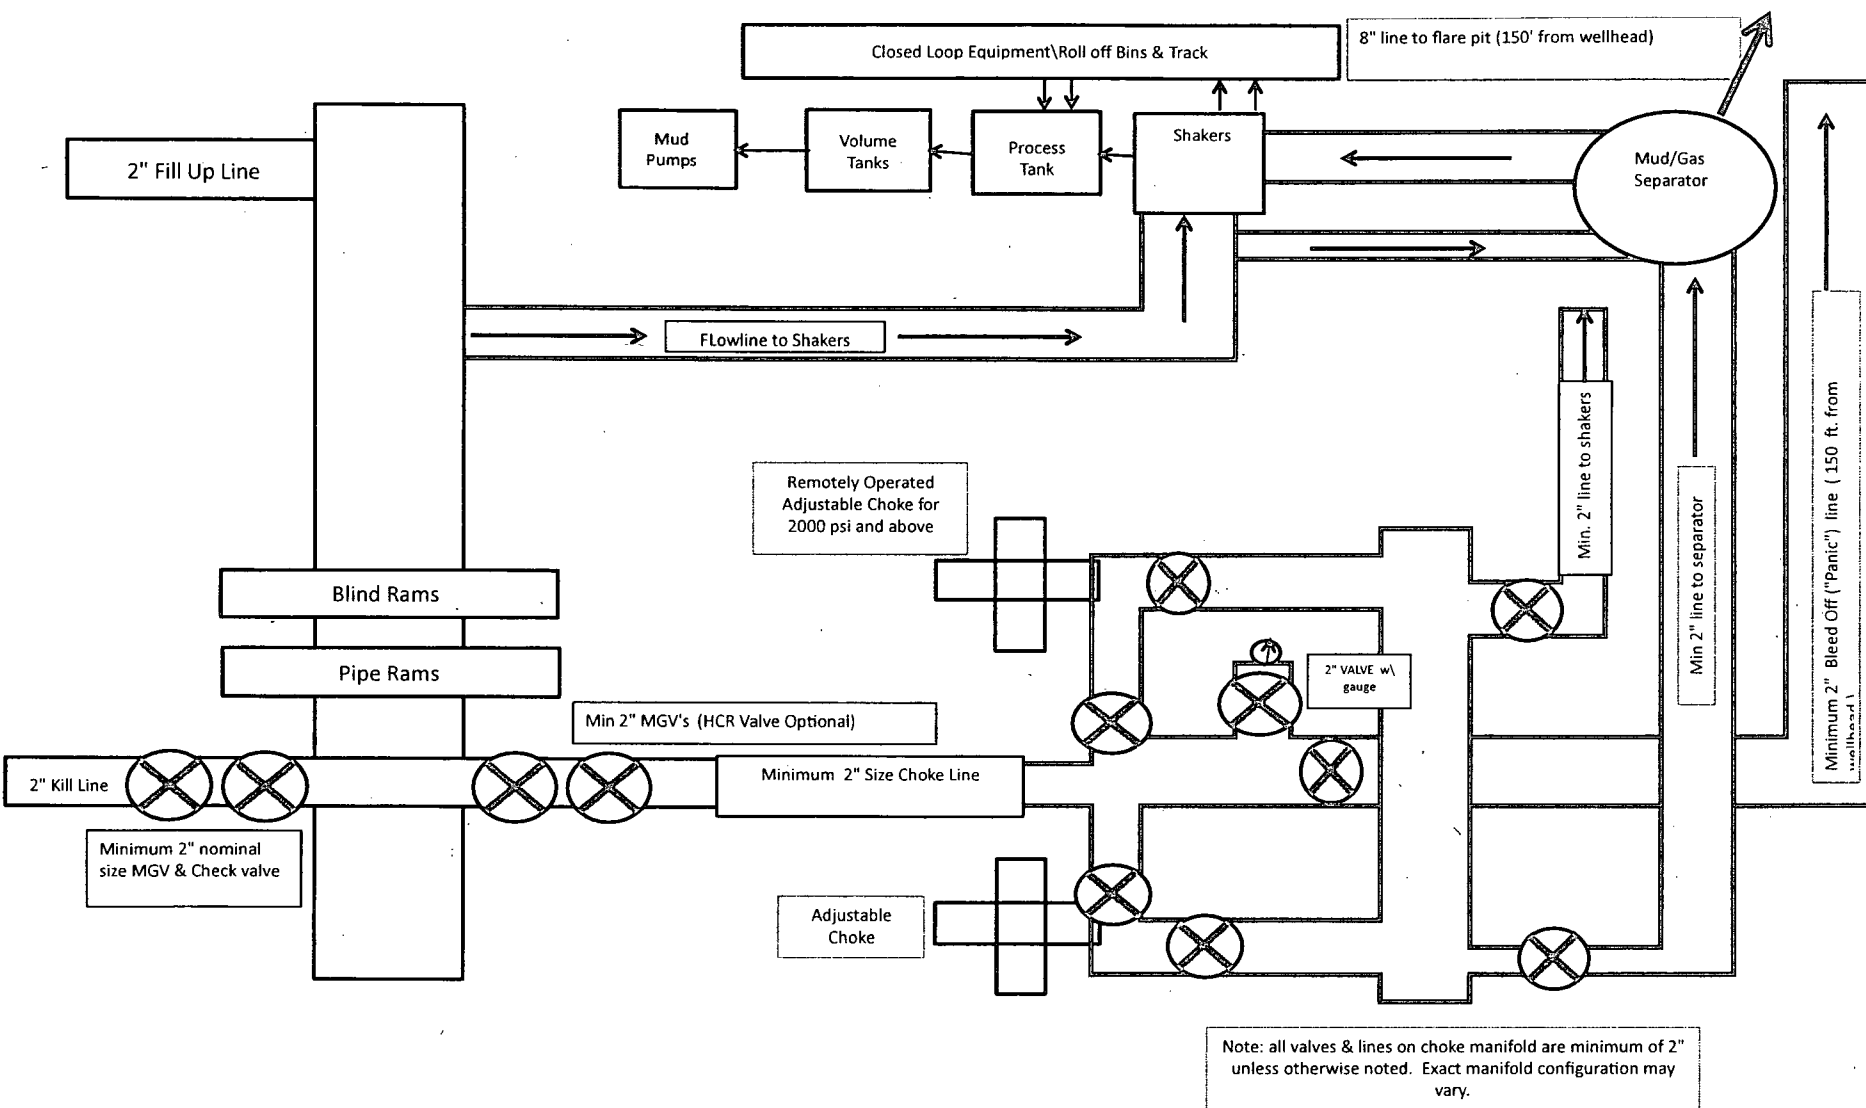 Closed Loop Equipment\Roll off Bins & Track
8" line to flare pit (150' from wellhead)
Mud
Pumps
Volume
Tanks
Process
Tank
Shakers
Mud/Gas
Separator
2" Fill Up Line
FLowline to Shakers
Min. 2" line to shakers
Min 2" line to separator
Minimum 2" Bleed Off ("Panic") line ( 150 ft. from
wellhead)
Remotely Operated
Adjustable Choke for
2000 psi and above
Blind Rams
Pipe Rams
2" VALVE w\
gauge
Min 2" MGV's (HCR Valve Optional)
2" Kill Line
Minimum 2" Size Choke Line
Minimum 2" nominal
size MGV & Check valve
Adjustable
Choke
Note: all valves & lines on choke manifold are minimum of 2"
unless otherwise noted. Exact manifold configuration may
vary.